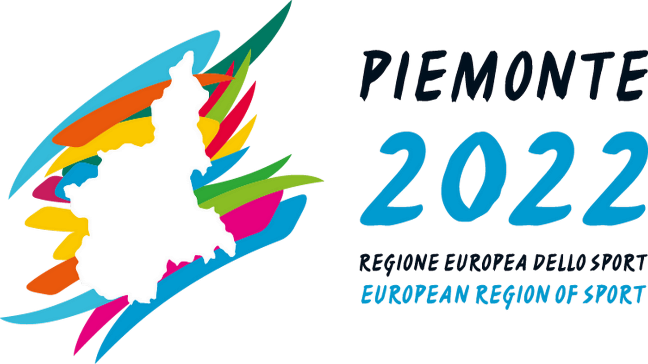 PIEMONTE
2022
REGIONE EUROPEA DELLO SPORT
EUROPEAN REGION OF SPORT